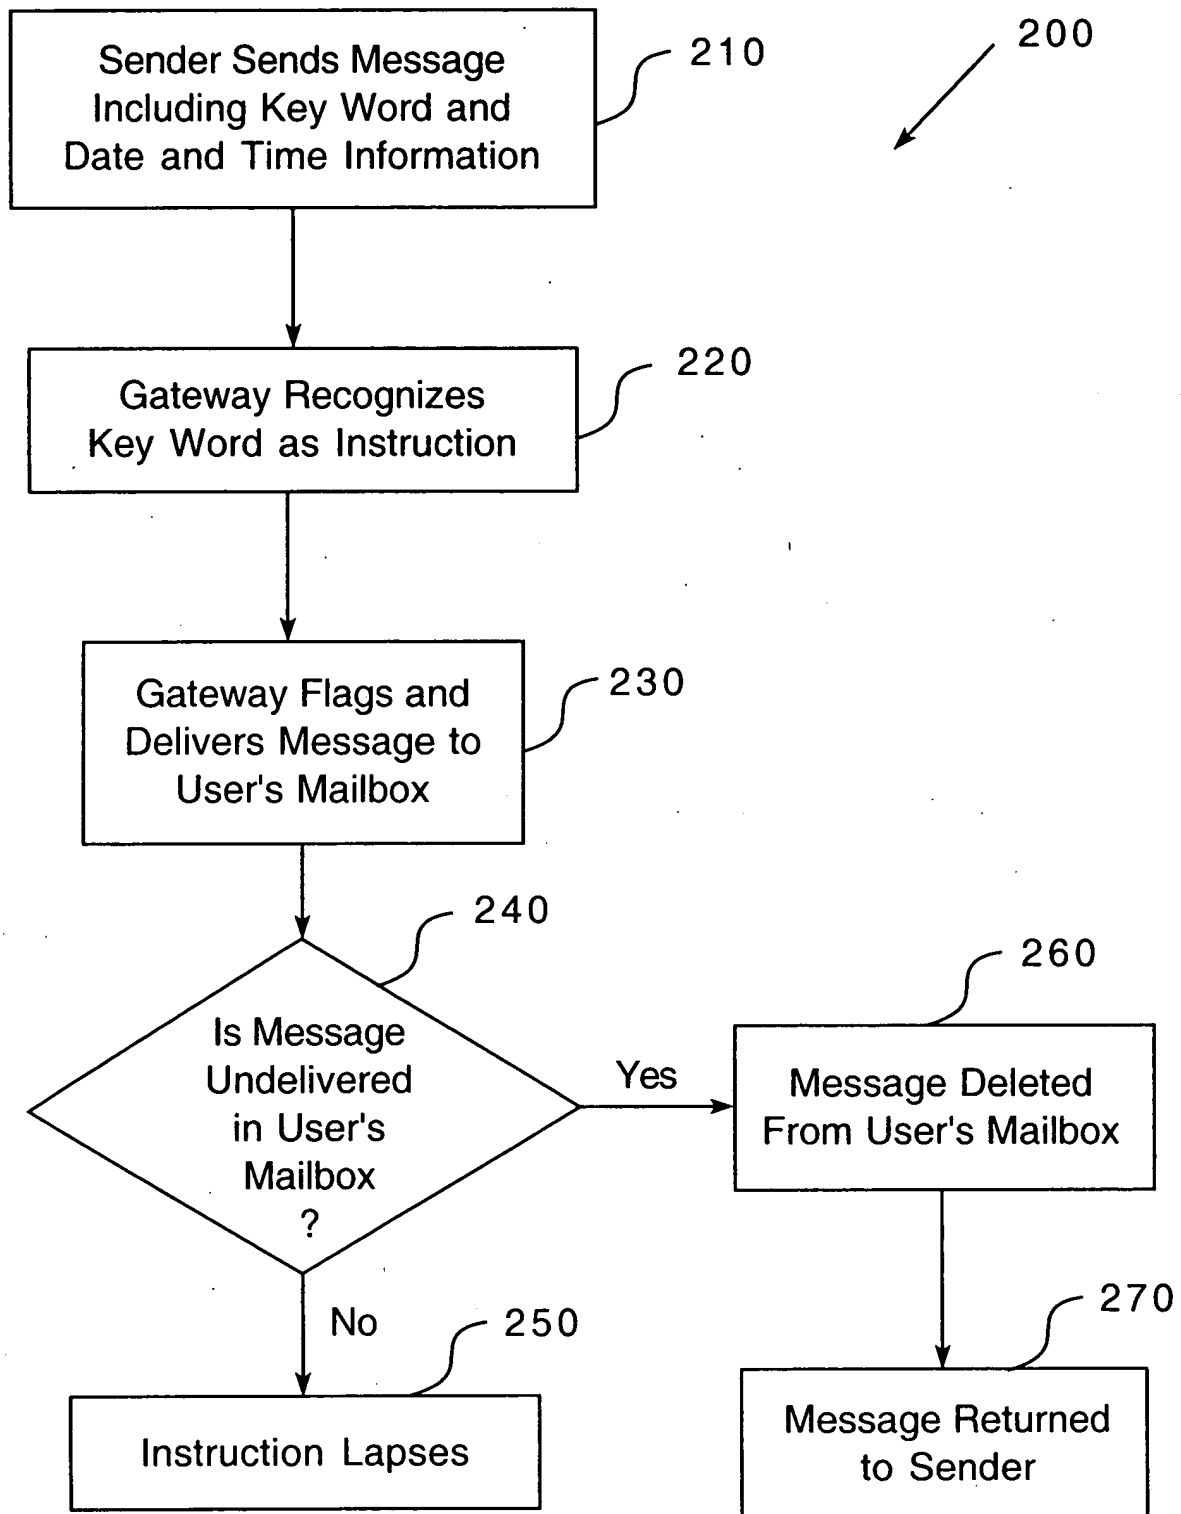 200
Sender Sends Message
Including Key Word and
Date and Time Information
210
Gateway Recognizes
Key Word as Instruction
220
Gateway Flags and
Delivers Message to
User's Mailbox
230
240
Is Message
Undelivered
in User's
Mailbox
?
Yes
260
Message Deleted
From User's Mailbox
No
250
Instruction Lapses
270
Message Returned
to Sender